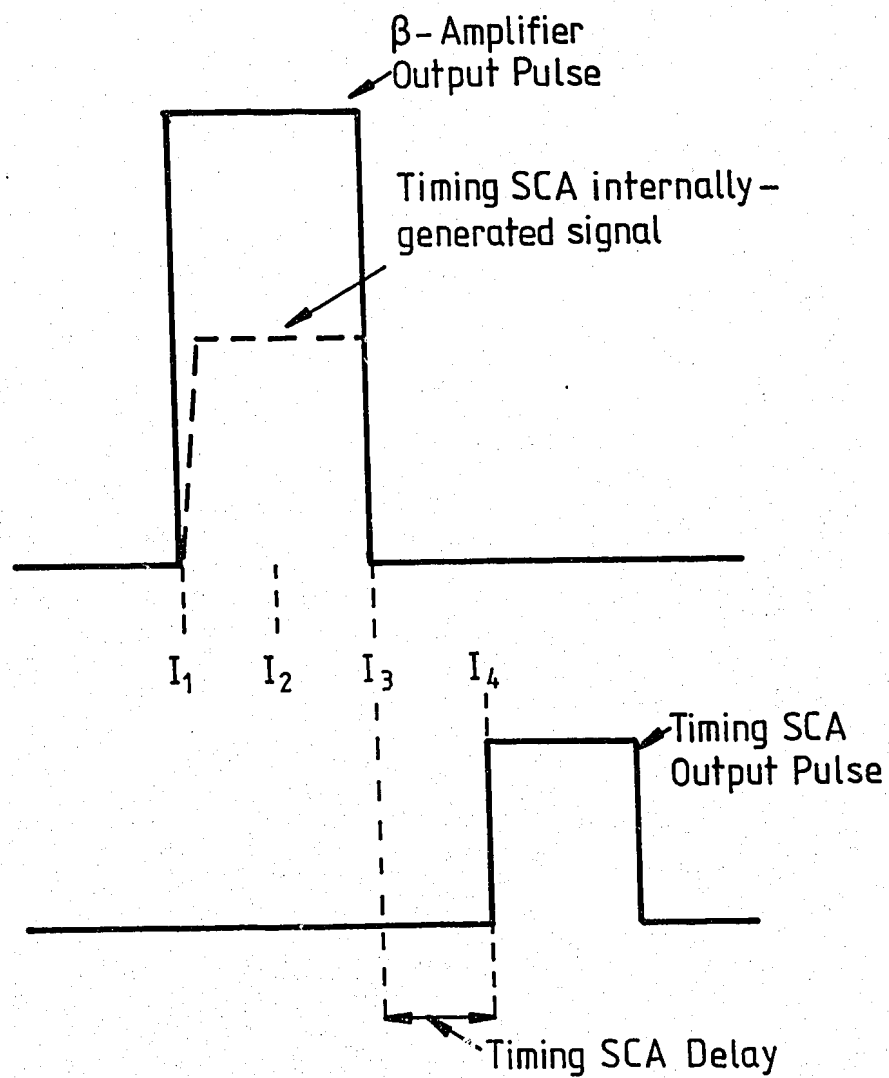 β-Amplifier
Output Pulse
Timing SCA internally-
generated signal
I₁
I₂
I₃
I₄
Timing SCA
Output Pulse
Timing SCA Delay